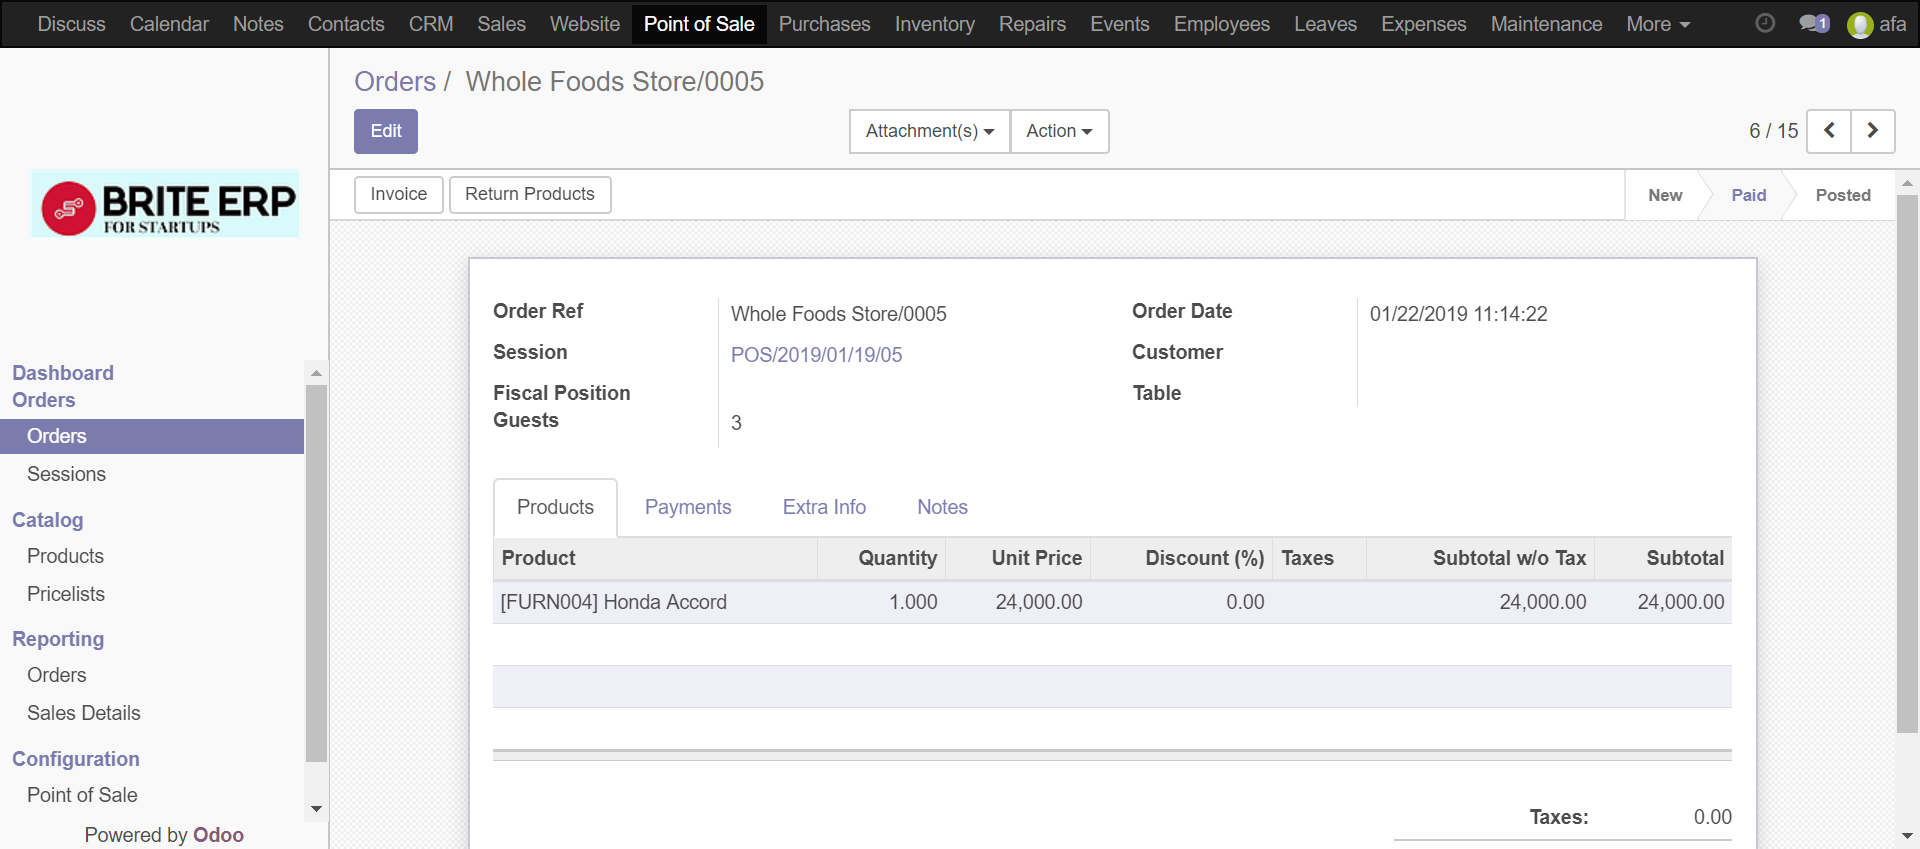 Discuss Calendar Notes Contacts CRM Sales Website Point of Sale Purchases Inventory Repairs Events Employees Leaves Expenses Maintenance More 1 afa
Orders / Whole Foods Store/0005
Edit Attachment(s) Action 6 / 15
Invoice Return Products New Paid Posted
BRITE ERP
FOR STARTUPS
Dashboard
Orders
Orders
Sessions
Catalog
Products
Pricelists
Reporting
Orders
Sales Details
Configuration
Point of Sale
Powered by Odoo
Order Ref Whole Foods Store/0005 Order Date 01/22/2019 11:14:22
Session POS/2019/01/19/05 Customer
Fiscal Position Table
Guests 3
Products Payments Extra Info Notes
Product Quantity Unit Price Discount (%) Taxes Subtotal w/o Tax Subtotal
[FURN004] Honda Accord 1.000 24,000.00 0.00 24,000.00 24,000.00
Taxes: 0.00